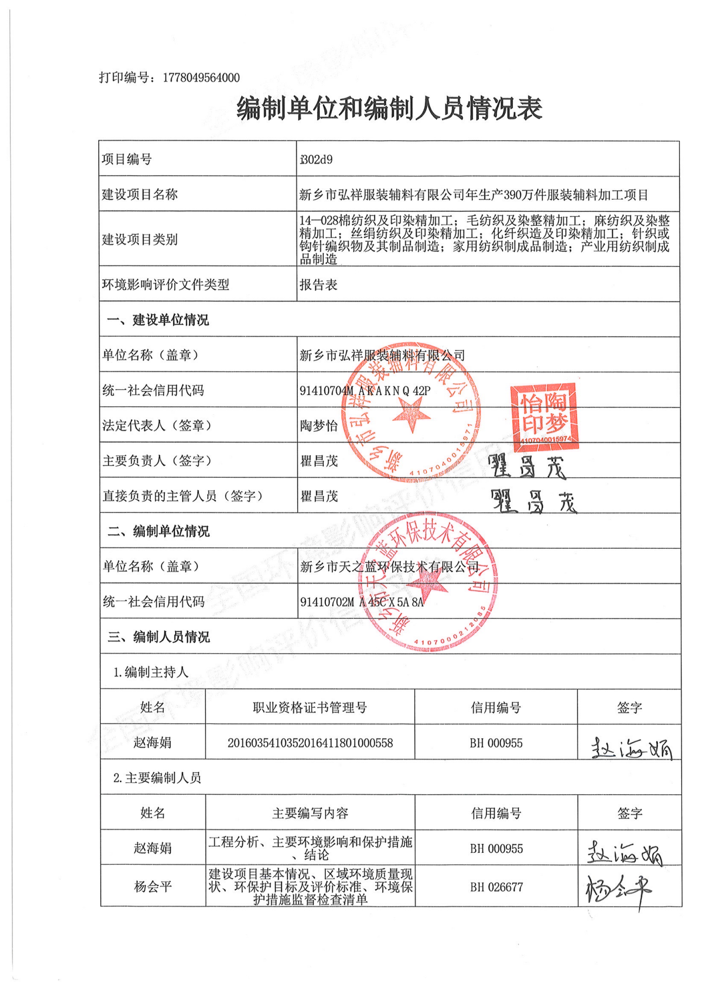 打印编号：1778049564000
编制单位和编制人员情况表
项目编号 i302d9
建设项目名称 新乡市弘祥服装辅料有限公司年生产390万件服装辅料加工项目
建设项目类别 14—028棉纺织及印染精加工；毛纺织及染整精加工；麻纺织及染整
精加工；丝绢纺织及印染精加工；化纤织造及印染精加工；针织或
钩针编织物及其制品制造；家用纺织制成品制造；产业用纺织制成
品制造
环境影响评价文件类型 报告表
一、建设单位情况
单位名称（盖章） 新乡市弘祥服装辅料有限公司
统一社会信用代码 91410704MAKAKNQ42P
法定代表人（签章） 陶梦怡
主要负责人（签字） 瞿昌茂 瞿昌茂
直接负责的主管人员（签字） 瞿昌茂 瞿昌茂
新乡市弘祥服装辅料有限公司
4107040015971
陶梦怡印
4107040015974
二、编制单位情况
单位名称（盖章） 新乡市天之蓝环保技术有限公司
统一社会信用代码 91410702MA45CX5A8A
新乡市天之蓝环保技术有限公司
4107000212085
三、编制人员情况
1.编制主持人
姓名 职业资格证书管理号 信用编号 签字
赵海娟 2016035410352016411801000558 BH000955 赵海娟
2.主要编制人员
姓名 主要编写内容 信用编号 签字
赵海娟 工程分析、主要环境影响和保护措施
、结论 BH000955 赵海娟
杨会平 建设项目基本情况、区域环境质量现
状、环保护目标及评价标准、环境保
护措施监督检查清单 BH026677 杨会平
全国环境影响评价信用平台
全国环境影响评价信用平台